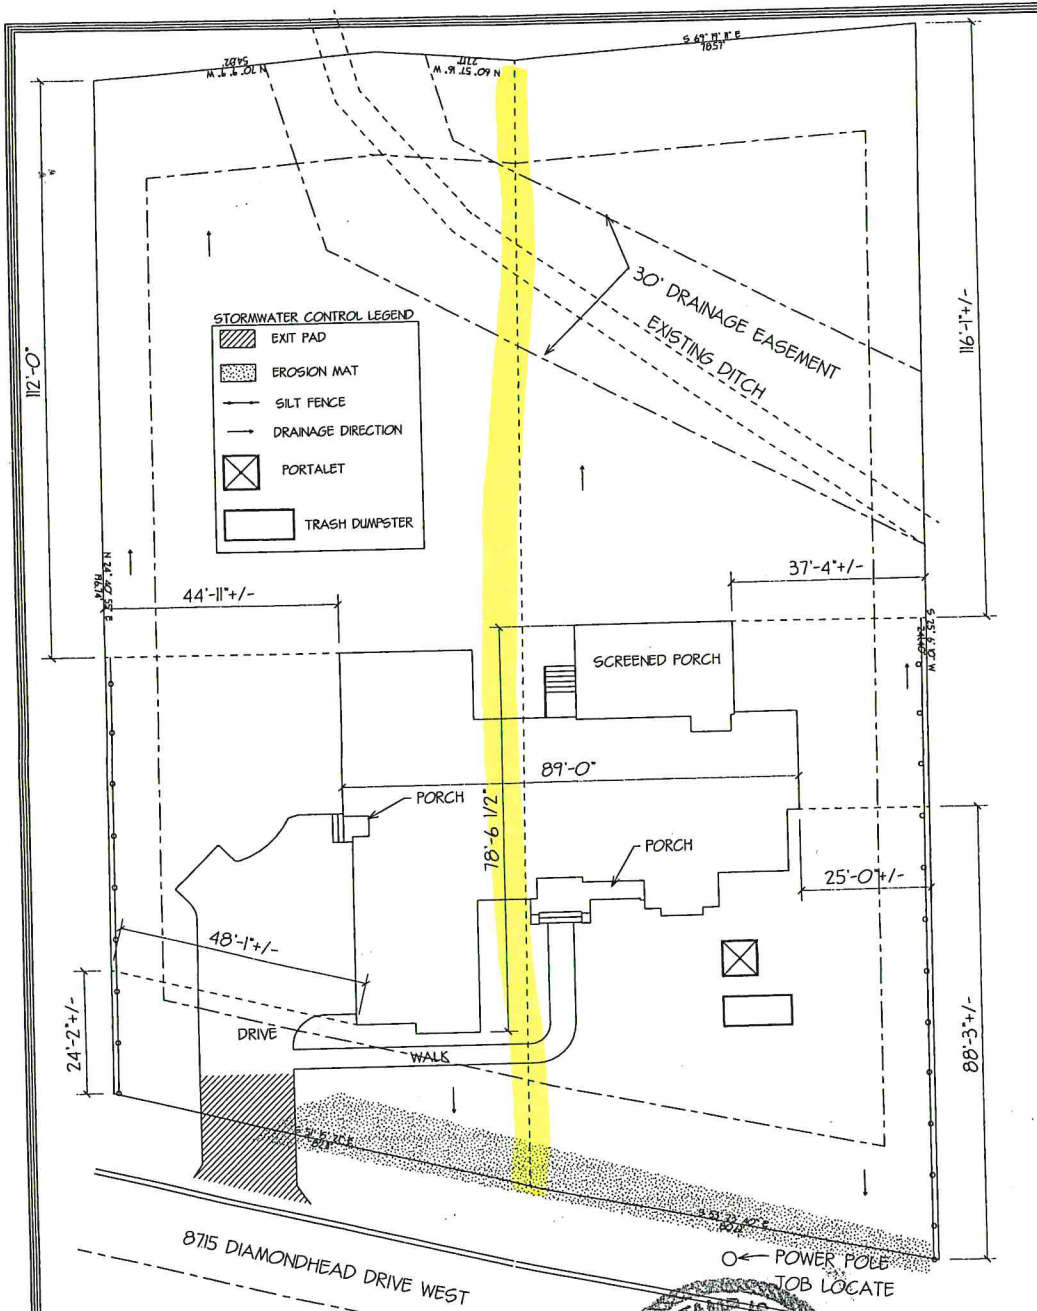 112'-0"
116'-1"+/-
30' DRAINAGE EASEMENT
EXISTING DITCH
STORMWATER CONTROL LEGEND
EXIT PAD
EROSION MAT
SILT FENCE
DRAINAGE DIRECTION
PORTALET
TRASH DUMPSTER
44'-11"+/-
37'-4"+/-
SCREENED PORCH
89'-0"
78'-6 1/2"
PORCH
PORCH
25'-0"+/-
48'-1"+/-
24'-2"+/-
88'-3"+/-
DRIVE
WALK
8715 DIAMONDHEAD DRIVE WEST
POWER POLE
JOB LOCATE